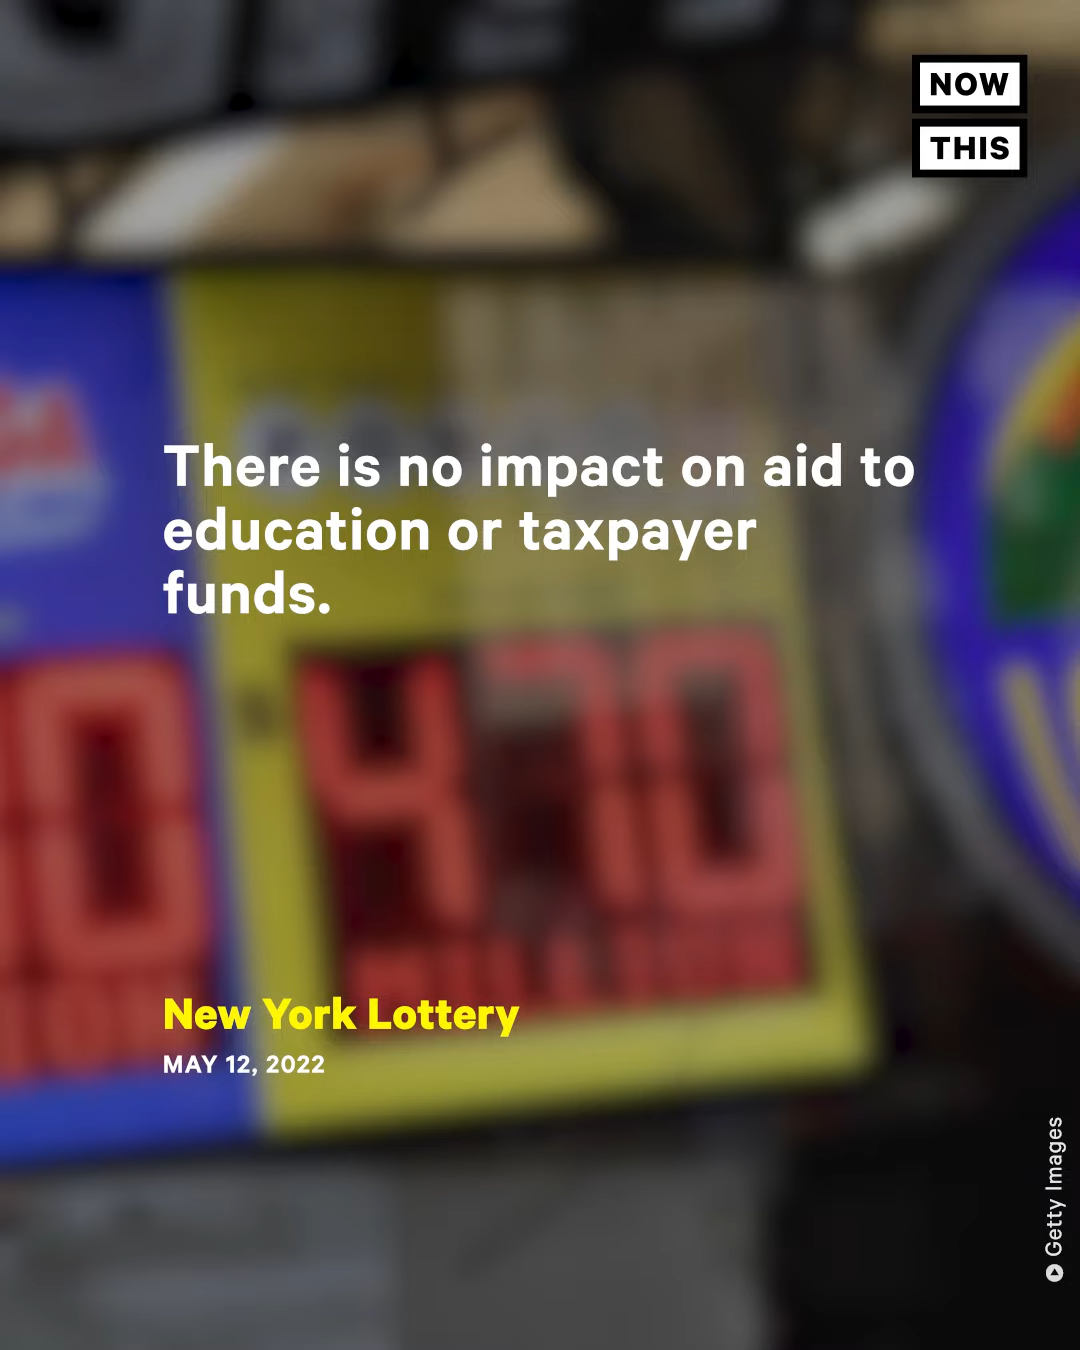 NOW
THIS
There is no impact on aid to
education or taxpayer
funds.
470
New York Lottery
MAY 12, 2022
Getty Images